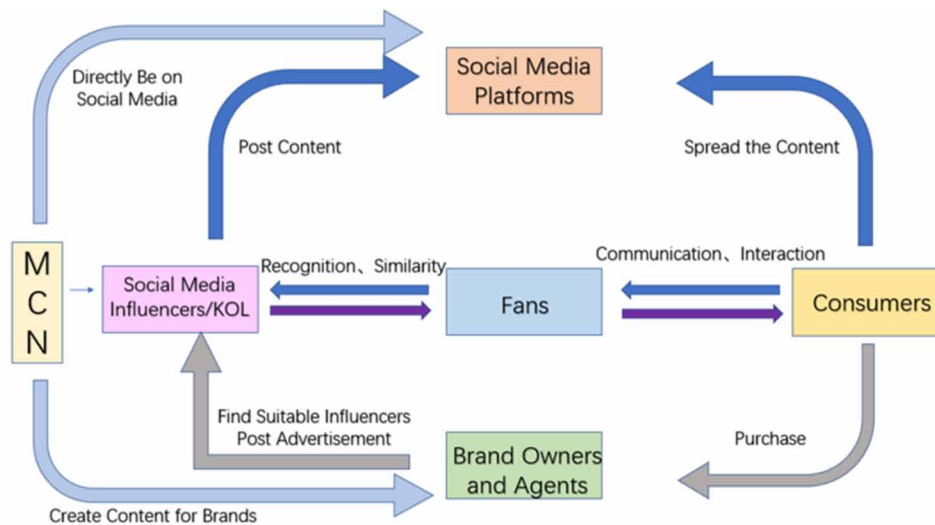 Directly Be on
Social Media
Social Media
Platforms
Post Content
Spread the Content
M
C
N
Social Media
Influencers/KOL
Recognition、Similarity
Fans
Communication、Interaction
Consumers
Find Suitable Influencers
Post Advertisement
Brand Owners
and Agents
Purchase
Create Content for Brands